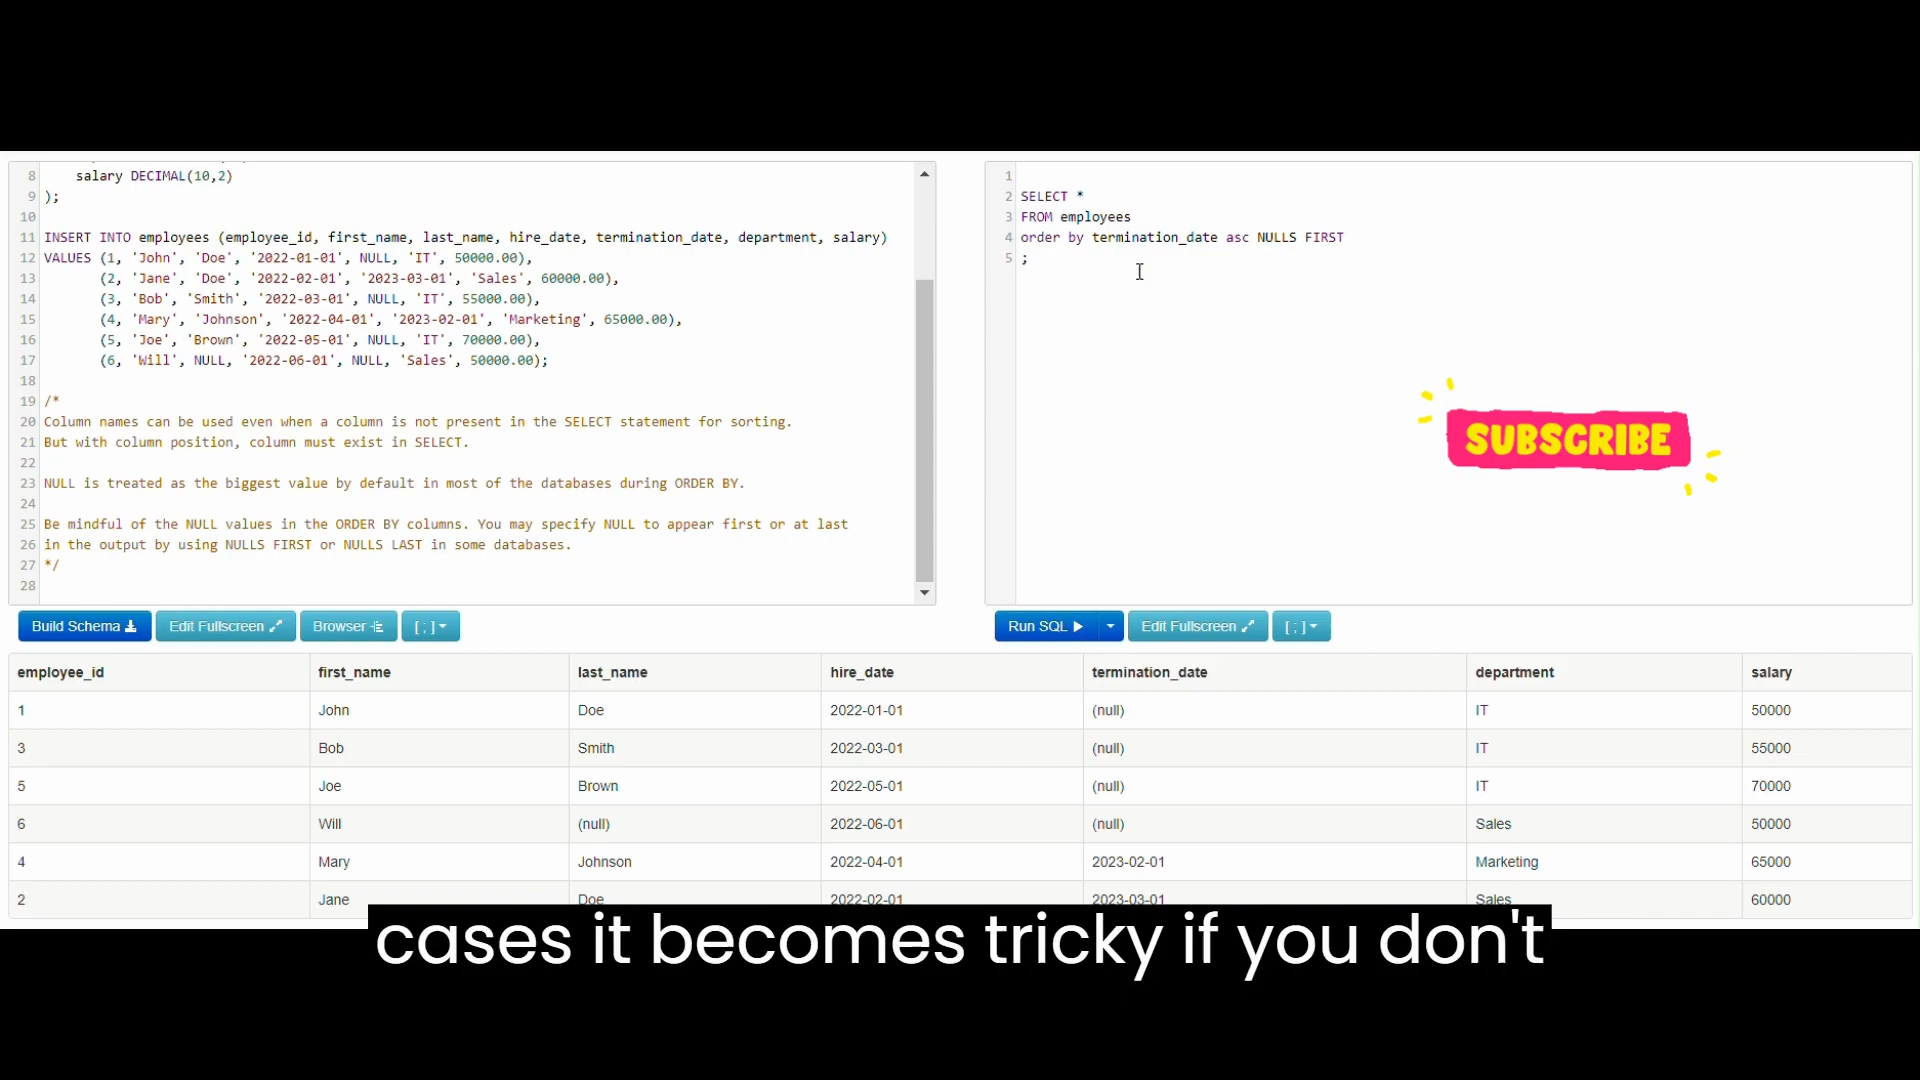 8 salary DECIMAL(10,2)
9 );
10
11 INSERT INTO employees (employee_id, first_name, last_name, hire_date, termination_date, department, salary)
12 VALUES (1, 'John', 'Doe', '2022-01-01', NULL, 'IT', 50000.00),
13 (2, 'Jane', 'Doe', '2022-02-01', '2023-03-01', 'Sales', 60000.00),
14 (3, 'Bob', 'Smith', '2022-03-01', NULL, 'IT', 55000.00),
15 (4, 'Mary', 'Johnson', '2022-04-01', '2023-02-01', 'Marketing', 65000.00),
16 (5, 'Joe', 'Brown', '2022-05-01', NULL, 'IT', 70000.00),
17 (6, 'Will', NULL, '2022-06-01', NULL, 'Sales', 50000.00);
18
19 /*
20 Column names can be used even when a column is not present in the SELECT statement for sorting.
21 But with column position, column must exist in SELECT.
22
23 NULL is treated as the biggest value by default in most of the databases during ORDER BY.
24
25 Be mindful of the NULL values in the ORDER BY columns. You may specify NULL to appear first or at last
26 in the output by using NULLS FIRST or NULLS LAST in some databases.
27 */
28
1
2 SELECT *
3 FROM employees
4 order by termination_date asc NULLS FIRST
5 ;
SUBSCRIBE
Build Schema Edit Fullscreen Browser [ ; ]
Run SQL Edit Fullscreen [ ; ]
employee_id first_name last_name hire_date termination_date department salary
1 John Doe 2022-01-01 (null) IT 50000
3 Bob Smith 2022-03-01 (null) IT 55000
5 Joe Brown 2022-05-01 (null) IT 70000
6 Will (null) 2022-06-01 (null) Sales 50000
4 Mary Johnson 2022-04-01 2023-02-01 Marketing 65000
2 Jane Doe 2022-02-01 2023-03-01 Sales 60000
cases it becomes tricky if you don't